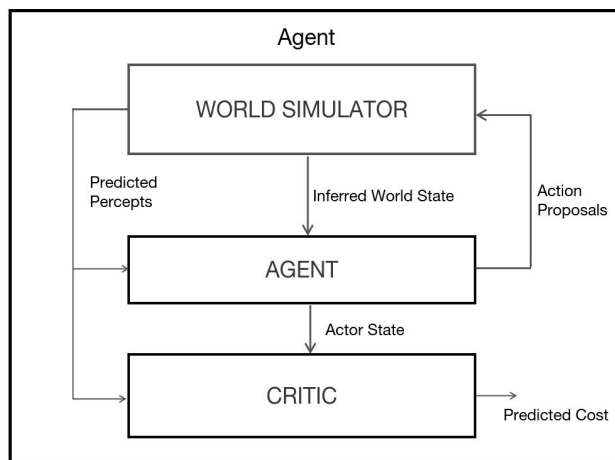 Agent
WORLD SIMULATOR
Predicted
Percepts
Inferred World State
Action
Proposals
AGENT
Actor State
CRITIC
Predicted Cost